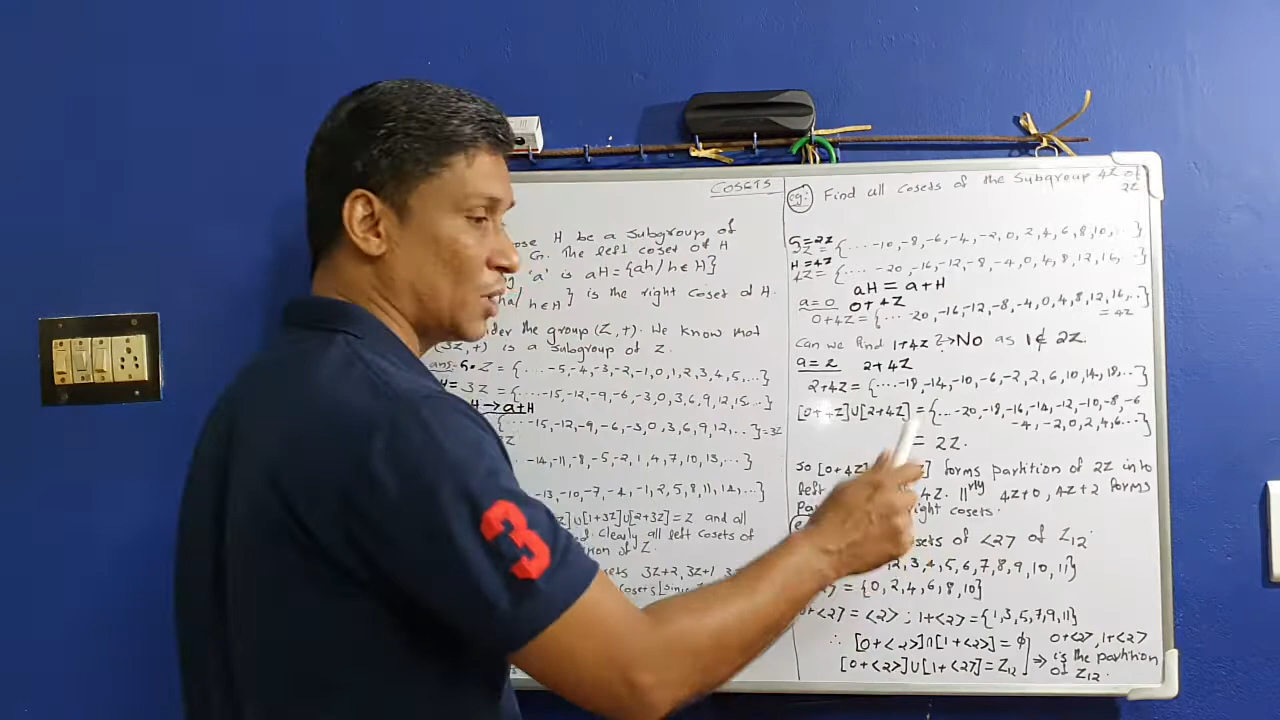 COSETS
ose H be a subgroup of
G. The left coset of H
'a' is aH = {ah / h ∈ H}
ha / h ∈ H } is the right coset of H.
ider the group (Z, +). We know that
(3Z, +) is a subgroup of Z.
ans: G = Z = {.... -5, -4, -3, -2, -1, 0, 1, 2, 3, 4, 5, ...}
H = 3Z = {.... -15, -12, -9, -6, -3, 0, 3, 6, 9, 12, 15...}
H → a+H
{.... -15, -12, -9, -6, -3, 0, 3, 6, 9, 12, ...} = 3Z
-14, -11, -8, -5, -2, 1, 4, 7, 10, 13, ...}
-13, -10, -7, -4, -1, 2, 5, 8, 11, 14, ...}
Z] ∪ [1+3Z] ∪ [2+3Z] = Z and all
d. Clearly all left cosets of
ion of Z.
sets 3Z+2, 3Z+1, 3
cosets [since
3
eg: Find all cosets of the subgroup 4Z of
2Z
G = 2Z
2Z = {.... -10, -8, -6, -4, -2, 0, 2, 4, 6, 8, 10, ...}
H = 4Z
4Z = {.... -20, -16, -12, -8, -4, 0, 4, 8, 12, 16, ...}
aH = a+H
a = 0 0+4Z
0+4Z = {... -20, -16, -12, -8, -4, 0, 4, 8, 12, 16, ..}
= 4Z
Can we find 1+4Z ? → No as 1 ∉ 2Z.
a = 2 2+4Z
2+4Z = {... -18, -14, -10, -6, -2, 2, 6, 10, 14, 18...}
[0+4Z] ∪ [2+4Z] = {... -20, -18, -16, -14, -12, -10, -8, -6
-4, -2, 0, 2, 4, 6...}
= 2Z.
so [0+4Z] ] forms partition of 2Z into
left 4Z. |||rly 4Z+0, 4Z+2 forms
right cosets.
osets of <2> of Z12.
2, 3, 4, 5, 6, 7, 8, 9, 10, 11}
= {0, 2, 4, 6, 8, 10}
0+<2> = <2> ; 1+<2> = {1, 3, 5, 7, 9, 11}
∴ [0+<2>] ∩ [1+<2>] = ϕ
[0+<2>] ∪ [1+<2>] = Z12
⇒ 0+<2>, 1+<2>
is the partition
of Z12.